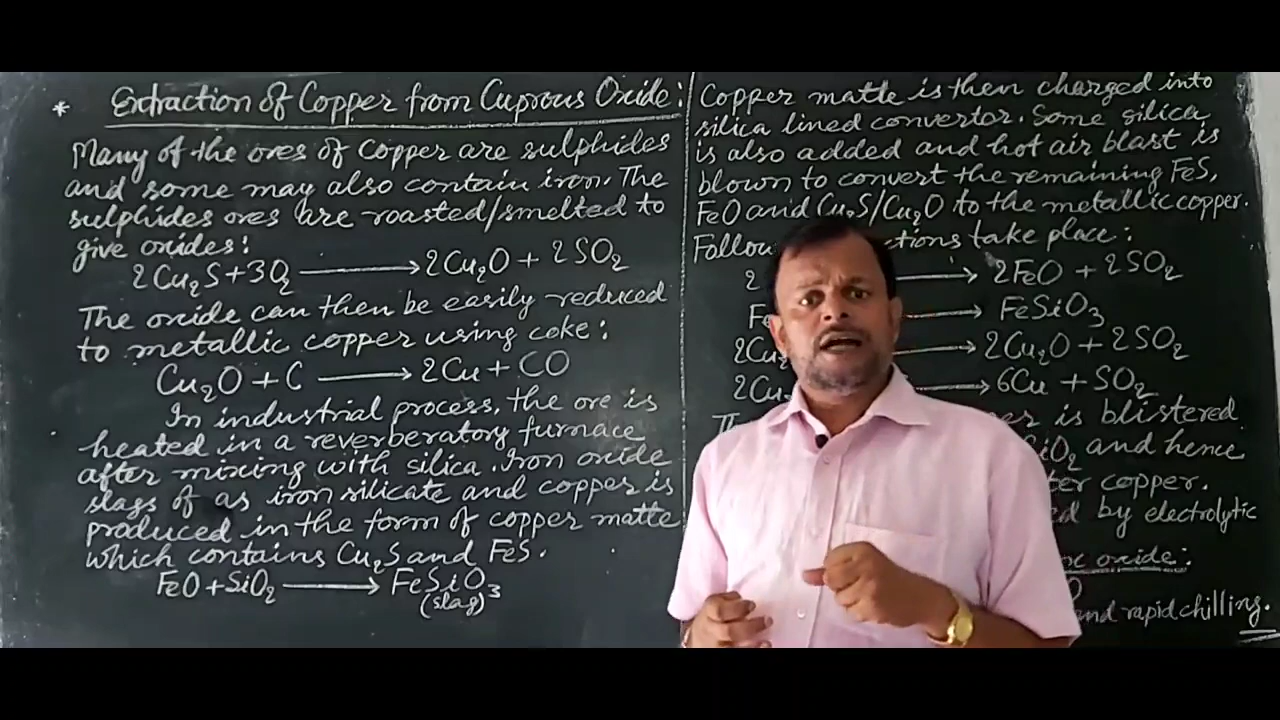 * Extraction of Copper from Cuprous Oxide:
Many of the ores of copper are sulphides
and some may also contain iron. The
sulphides ores are roasted/smelted to
give oxides:
2Cu₂S + 3O₂ ⟶ 2Cu₂O + 2SO₂
The oxide can then be easily reduced
to metallic copper using coke:
Cu₂O + C ⟶ 2Cu + CO
In industrial process, the ore is
heated in a reverberatory furnace
after mixing with silica. Iron oxide
slags of as iron silicate and copper is
produced in the form of copper matte
which contains Cu₂S and FeS.
FeO + SiO₂ ⟶ FeSiO₃
(slag)
Copper matte is then charged into
silica lined convertor. Some silica
is also added and hot air blast is
blown to convert the remaining FeS,
FeO and Cu₂S/Cu₂O to the metallic copper.
take place:
2 ⟶ 2FeO + 2SO₂
⟶ FeSiO₃
⟶ 2Cu₂O + 2SO₂
⟶ 6Cu + SO₂
is blistered
and hence
copper.
by electrolytic
oxide:
and rapid chilling.